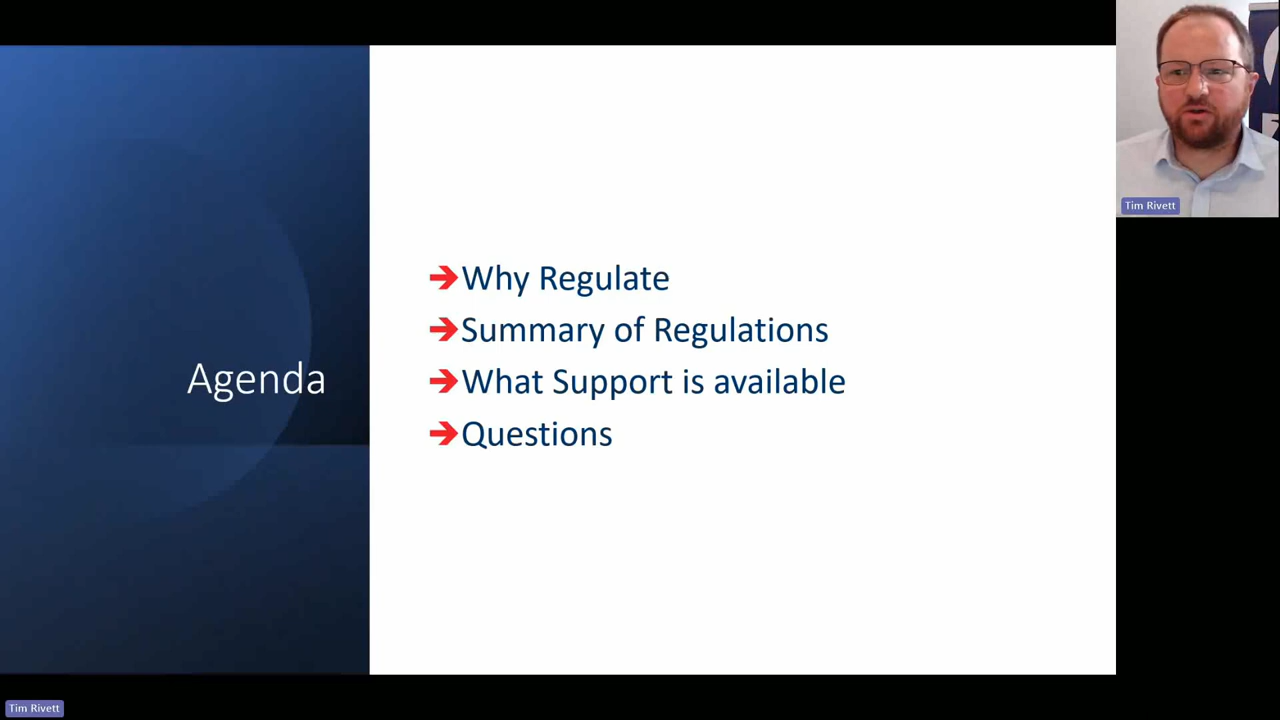 Agenda
Why Regulate
Summary of Regulations
What Support is available
Questions
Tim Rivett
Tim Rivett